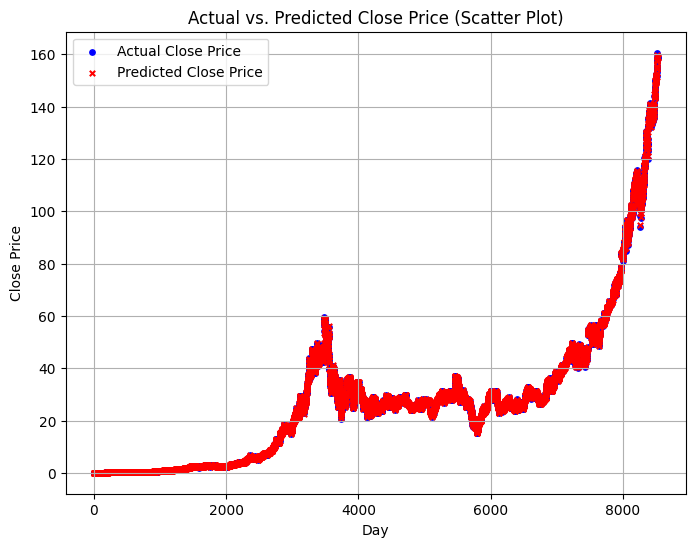 Actual vs. Predicted Close Price (Scatter Plot)
Actual Close Price
Predicted Close Price
160
140
120
100
80
60
40
20
0
Close Price
0 2000 4000 6000 8000
Day